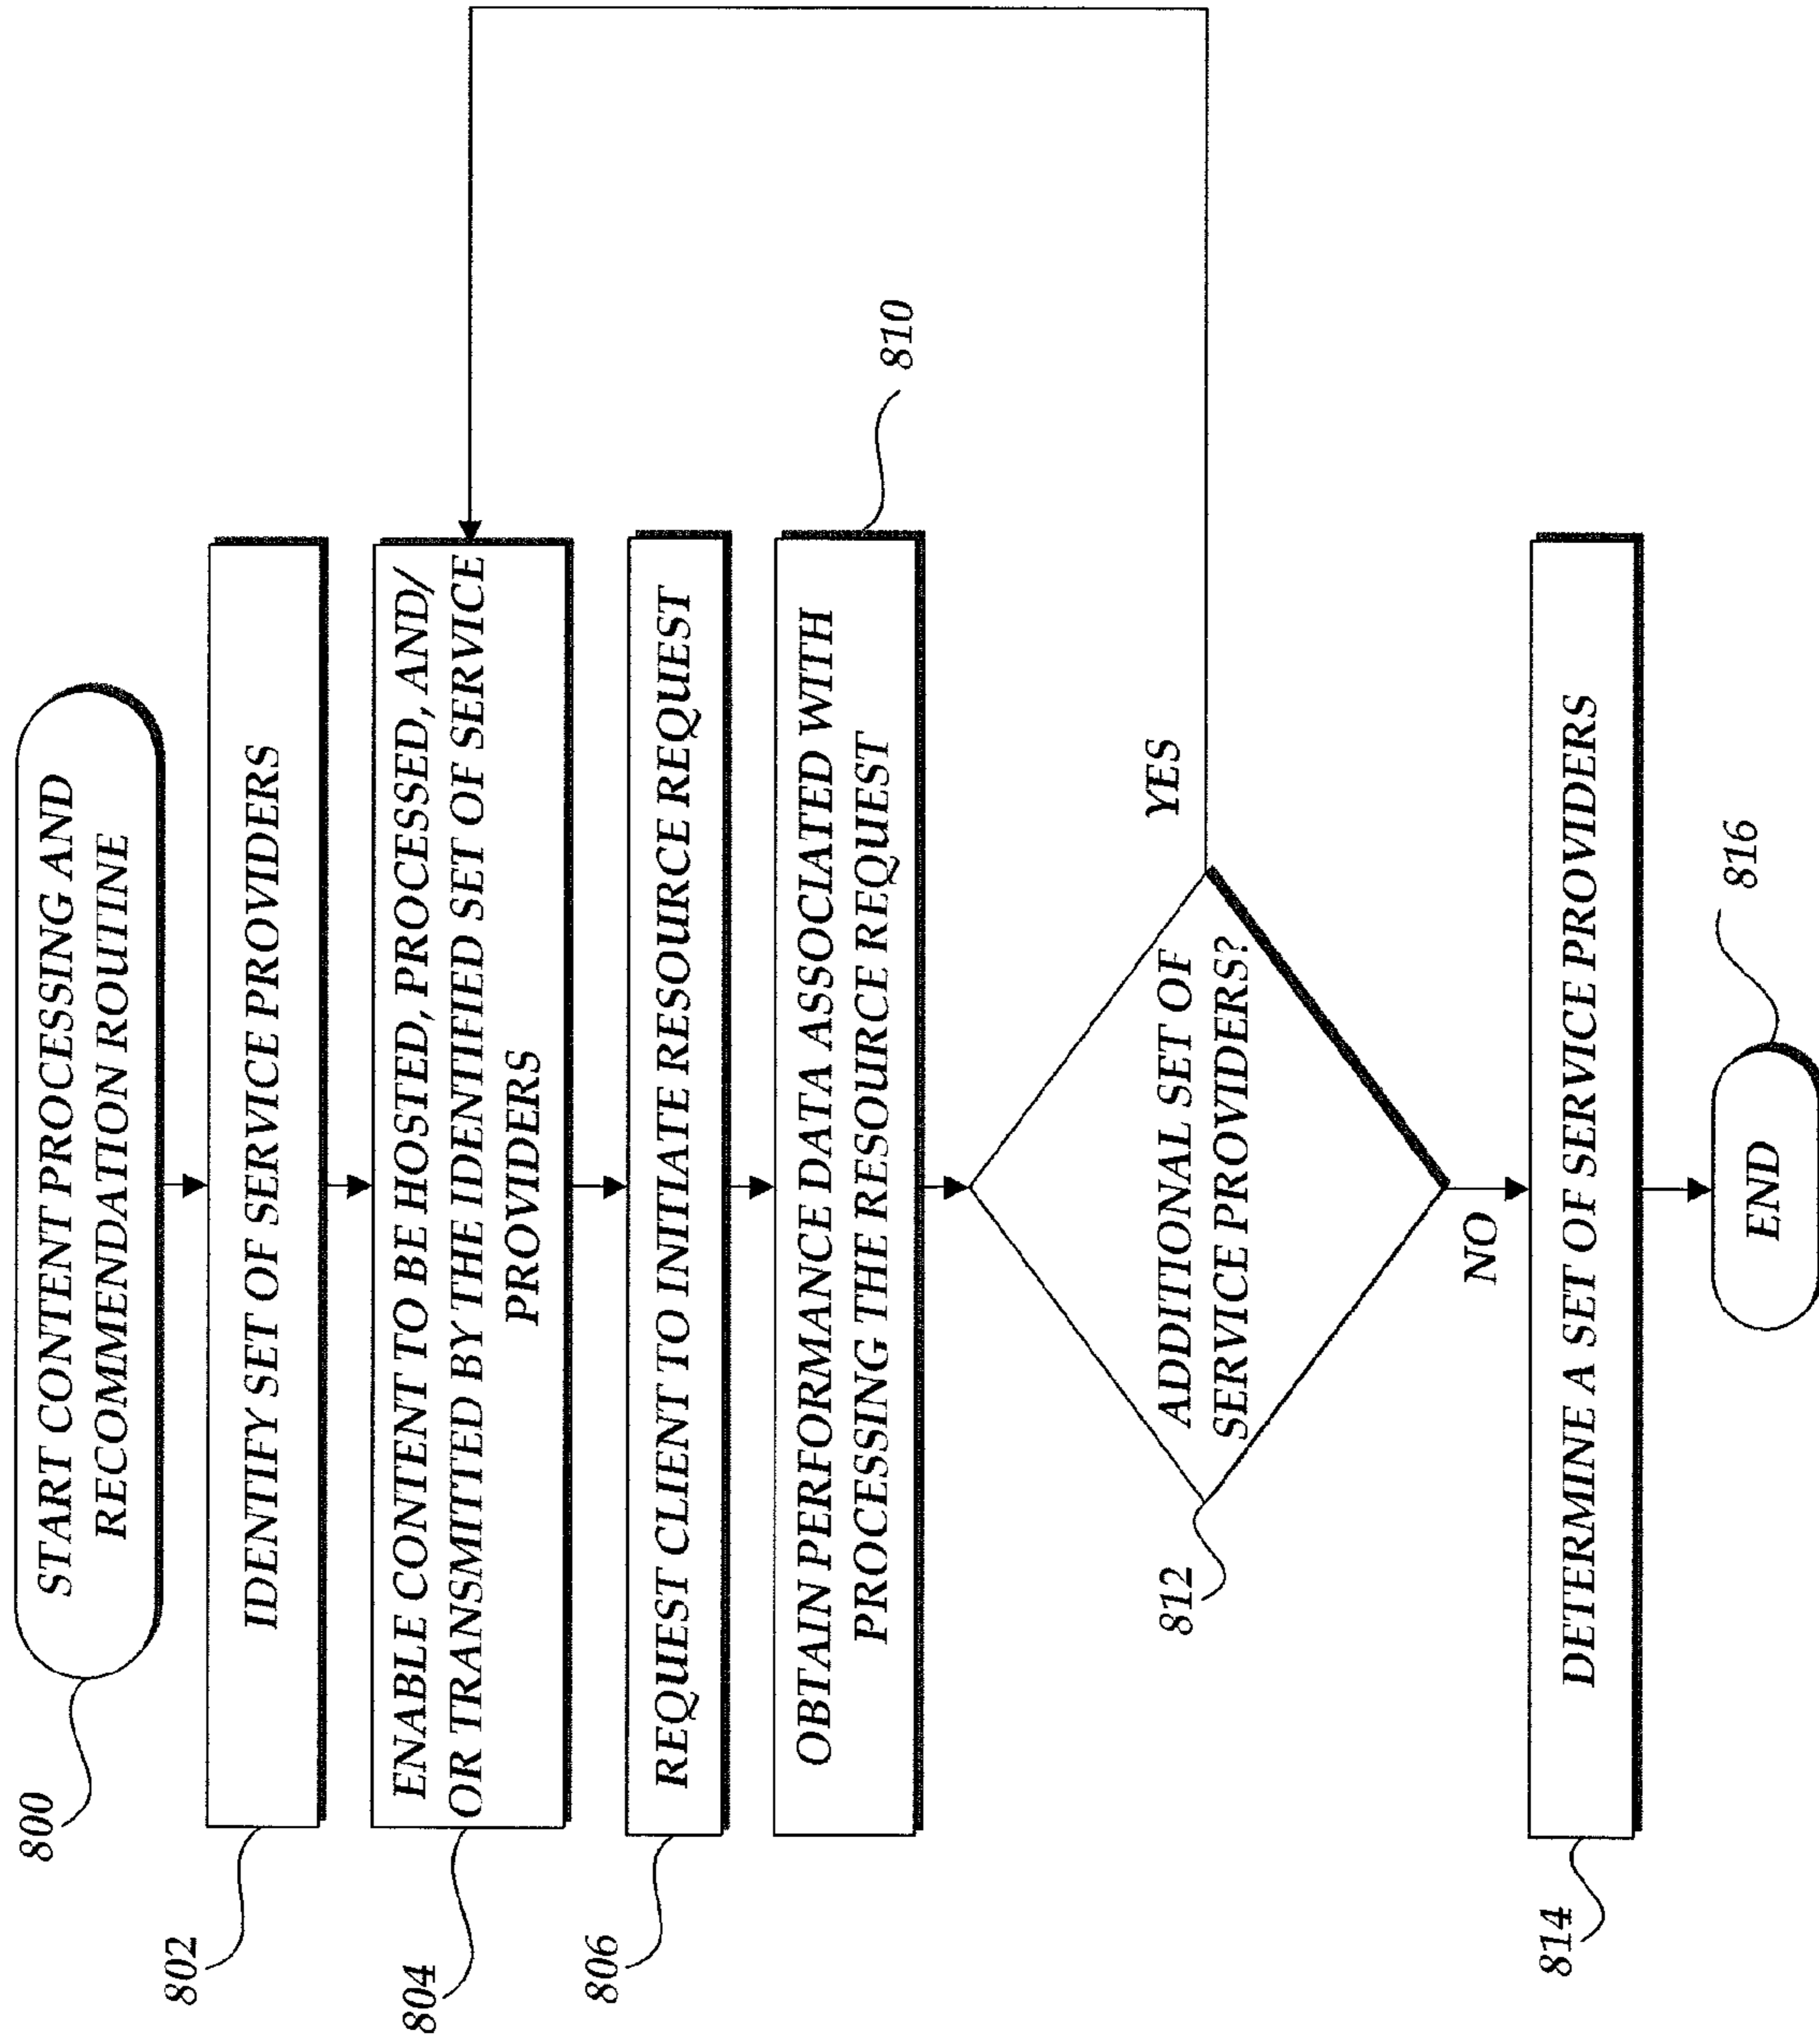 800
START CONTENT PROCESSING AND
RECOMMENDATION ROUTINE
802
IDENTIFY SET OF SERVICE PROVIDERS
804
ENABLE CONTENT TO BE HOSTED, PROCESSED, AND/
OR TRANSMITTED BY THE IDENTIFIED SET OF SERVICE
PROVIDERS
806
REQUEST CLIENT TO INITIATE RESOURCE REQUEST
810
OBTAIN PERFORMANCE DATA ASSOCIATED WITH
PROCESSING THE RESOURCE REQUEST
812
ADDITIONAL SET OF
SERVICE PROVIDERS?
YES
NO
814
DETERMINE A SET OF SERVICE PROVIDERS
816
END